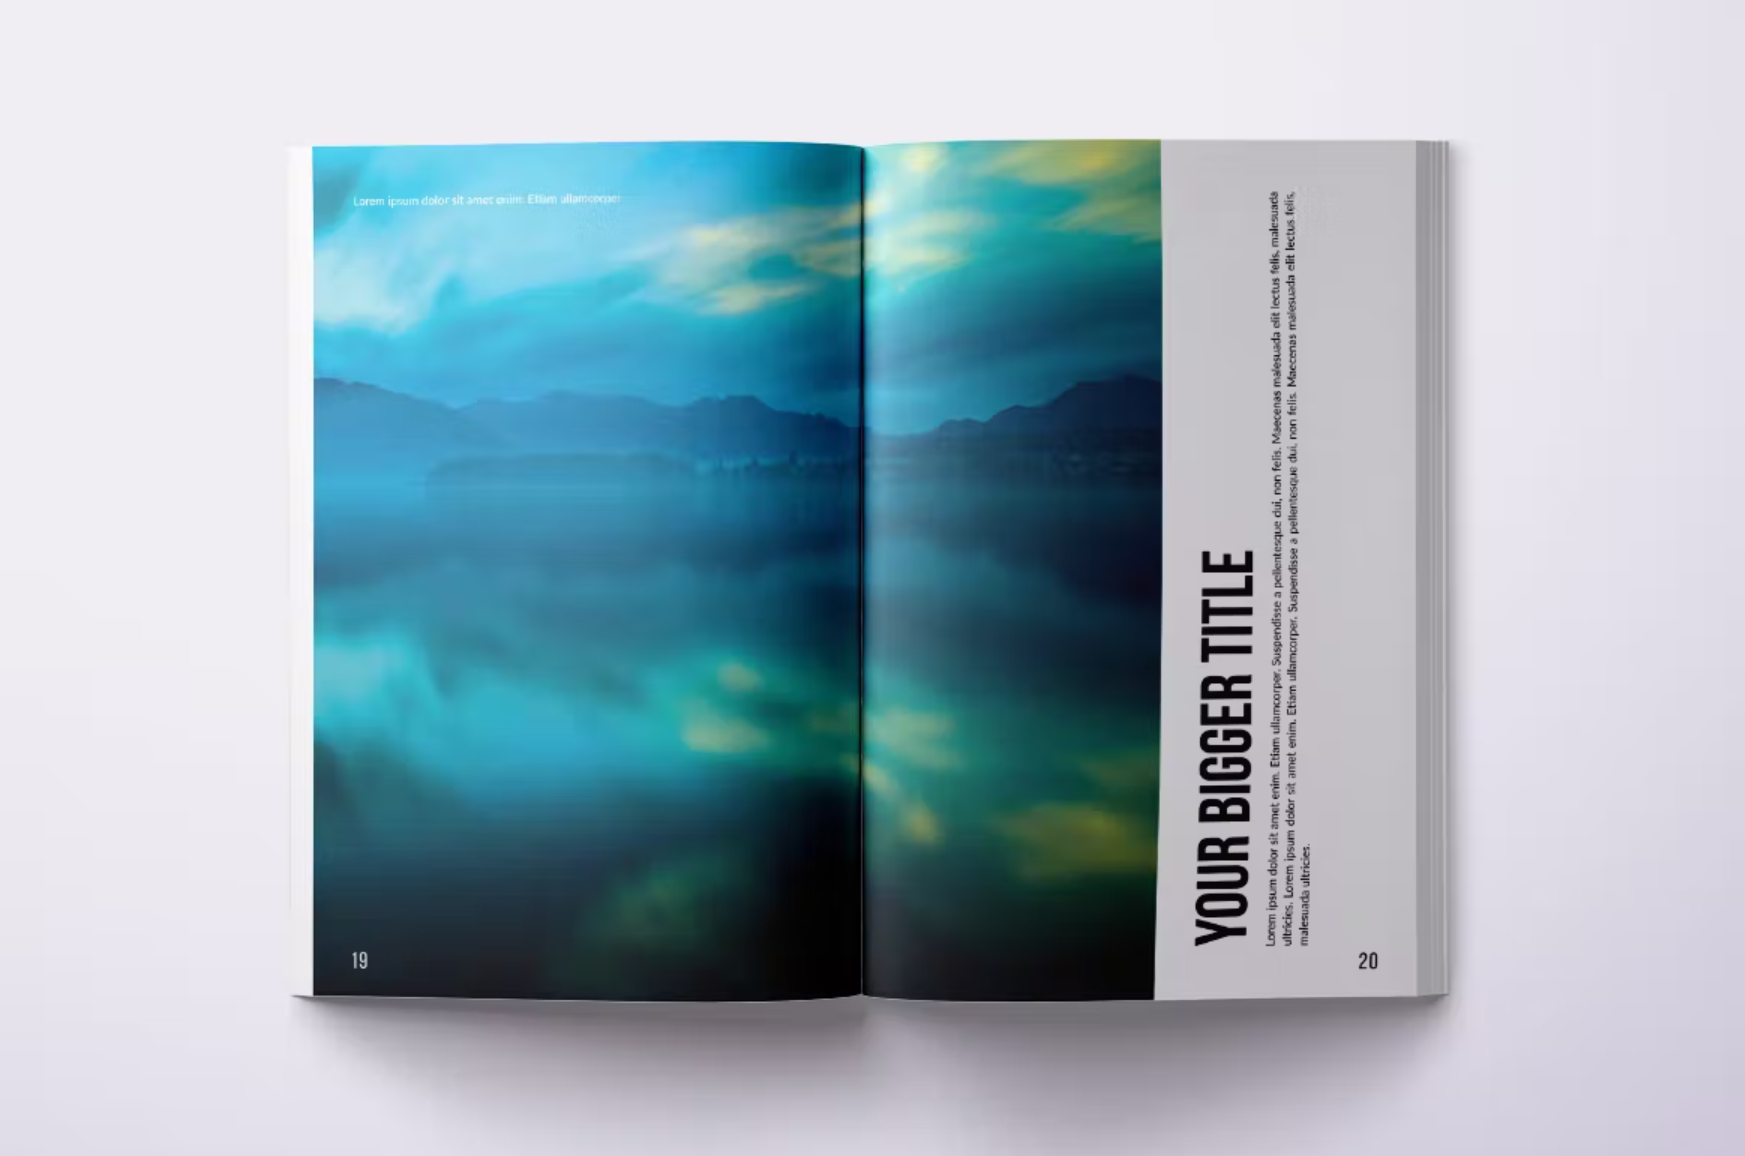 Lorem ipsum dolor sit amet enim. Etiam ullamcorper
19
YOUR BIGGER TITLE
Lorem ipsum dolor sit amet enim. Etiam ullamcorper. Suspendisse a pellentesque dui, non felis. Maecenas malesuada elit lectus felis, malesuada
ultricies. Lorem ipsum dolor sit amet enim. Etiam ullamcorper. Suspendisse a pellentesque dui, non felis. Maecenas malesuada elit lectus felis,
malesuada ultricies.
20